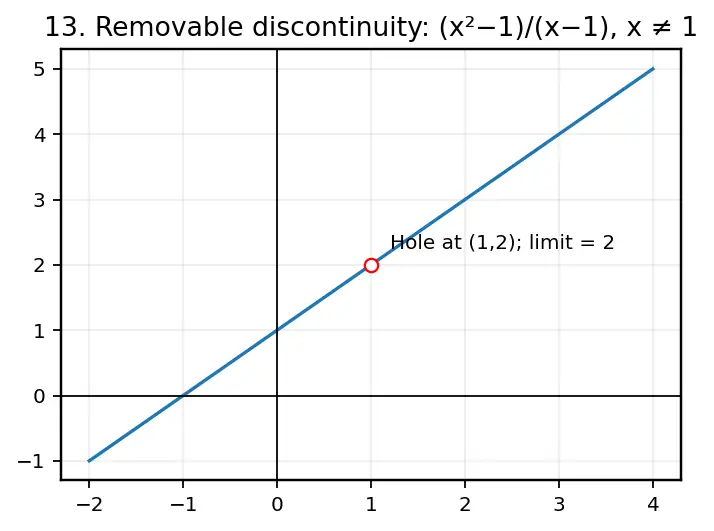 13. Removable discontinuity: (x²−1)/(x−1), x ≠ 1
5
4
3
Hole at (1,2); limit = 2
2
1
0
−1
−2 −1 0 1 2 3 4